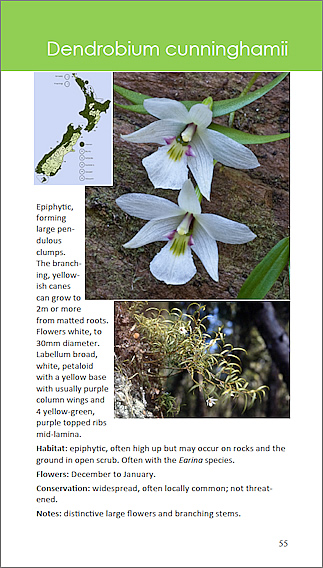 Dendrobium cunninghamii
Epiphytic,
forming
large pen-
dulous
clumps.
The branch-
ing, yellow-
ish canes
can grow to
2m or more
from matted roots.
Flowers white, to
30mm diameter.
Labellum broad,
white, petaloid
with a yellow base
with usually purple
column wings and
4 yellow-green,
purple topped ribs
mid-lamina.
Habitat: epiphytic, often high up but may occur on rocks and the
ground in open scrub. Often with the Earina species.
Flowers: December to January.
Conservation: widespread, often locally common; not threat-
ened.
Notes: distinctive large flowers and branching stems.
55